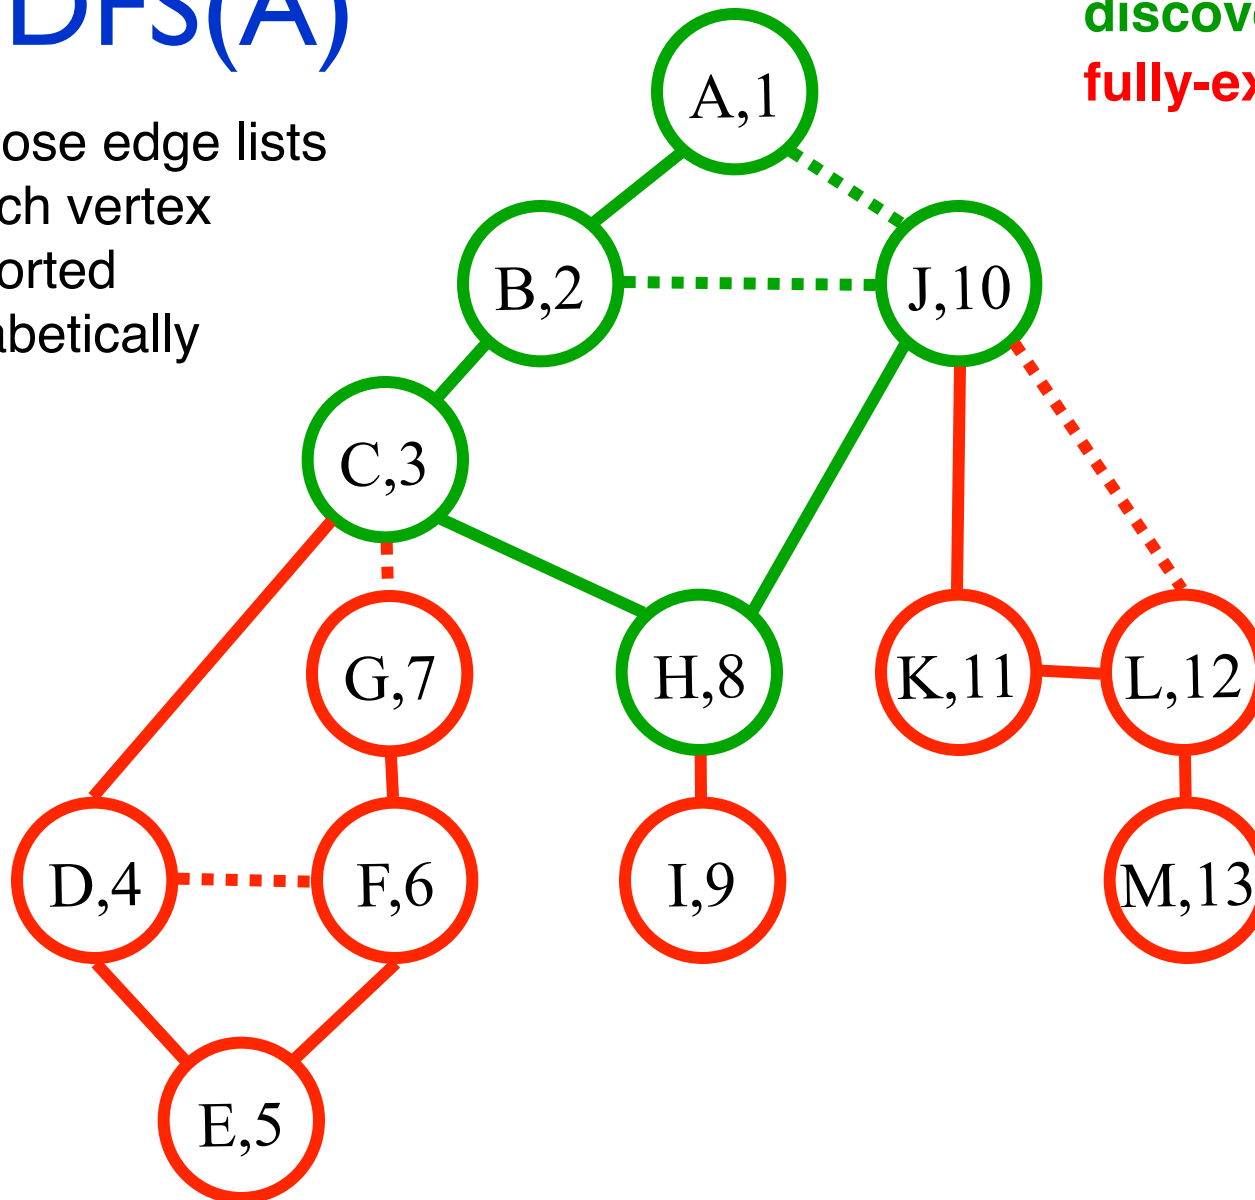 DFS(A)
discov
fully-ex
ose edge lists
ch vertex
orted
abetically
A,1
B,2
J,10
C,3
G,7
H,8
K,11
L,12
D,4
F,6
I,9
M,13
E,5